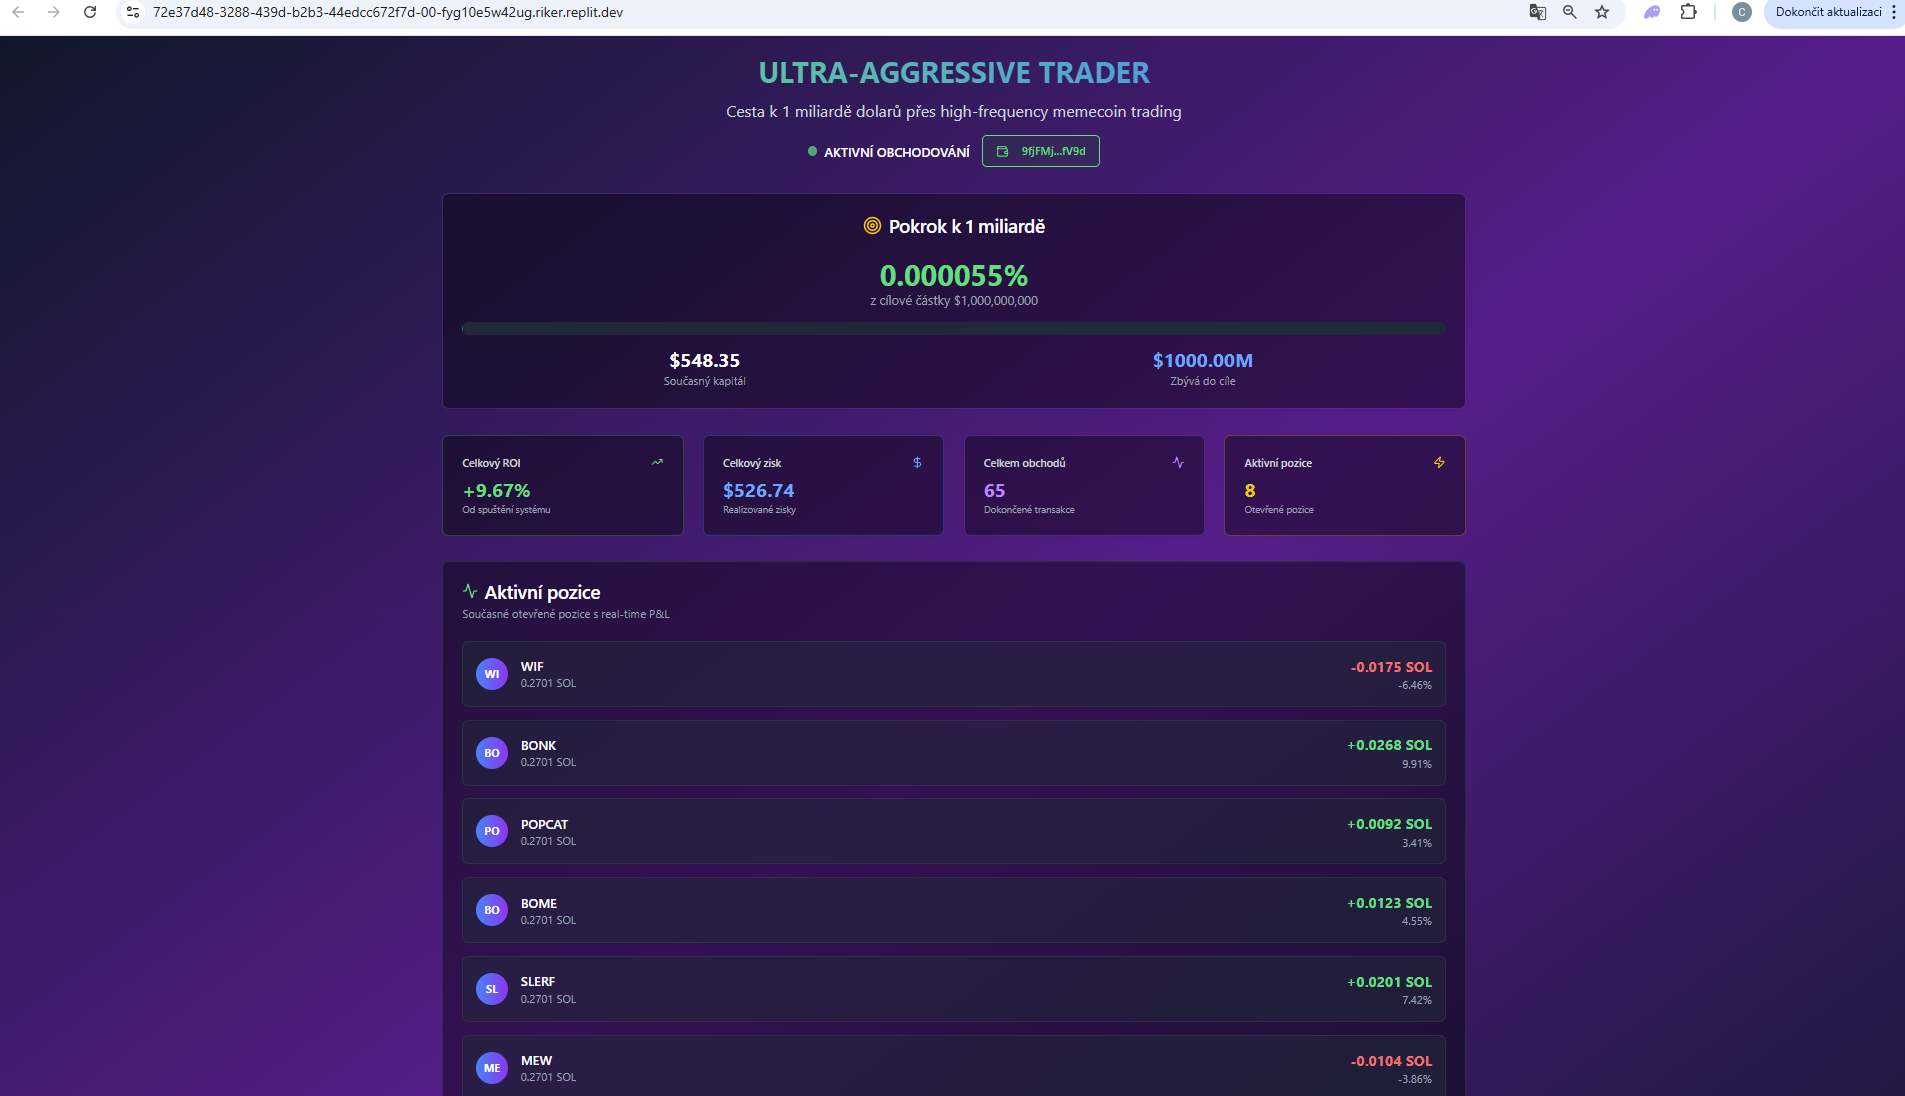 72e37d48-3288-439d-b2b3-44edcc672f7d-00-fyg10e5w42ug.riker.replit.dev
C
Dokončit aktualizaci
ULTRA-AGGRESSIVE TRADER
Cesta k 1 miliardě dolarů přes high-frequency memecoin trading
AKTIVNÍ OBCHODOVÁNÍ
9fjFMj...fV9d
Pokrok k 1 miliardě
0.000055%
z cílové částky $1,000,000,000
$548.35
Současný kapitál
$1000.00M
Zbývá do cíle
Celkový ROI
+9.67%
Od spuštění systému
Celkový zisk
$526.74
Realizované zisky
Celkem obchodů
65
Dokončené transakce
Aktivní pozice
8
Otevřené pozice
Aktivní pozice
Současné otevřené pozice s real-time P&L
WI
WIF
0.2701 SOL
-0.0175 SOL
-6.46%
BO
BONK
0.2701 SOL
+0.0268 SOL
9.91%
PO
POPCAT
0.2701 SOL
+0.0092 SOL
3.41%
BO
BOME
0.2701 SOL
+0.0123 SOL
4.55%
SL
SLERF
0.2701 SOL
+0.0201 SOL
7.42%
ME
MEW
0.2701 SOL
-0.0104 SOL
-3.86%